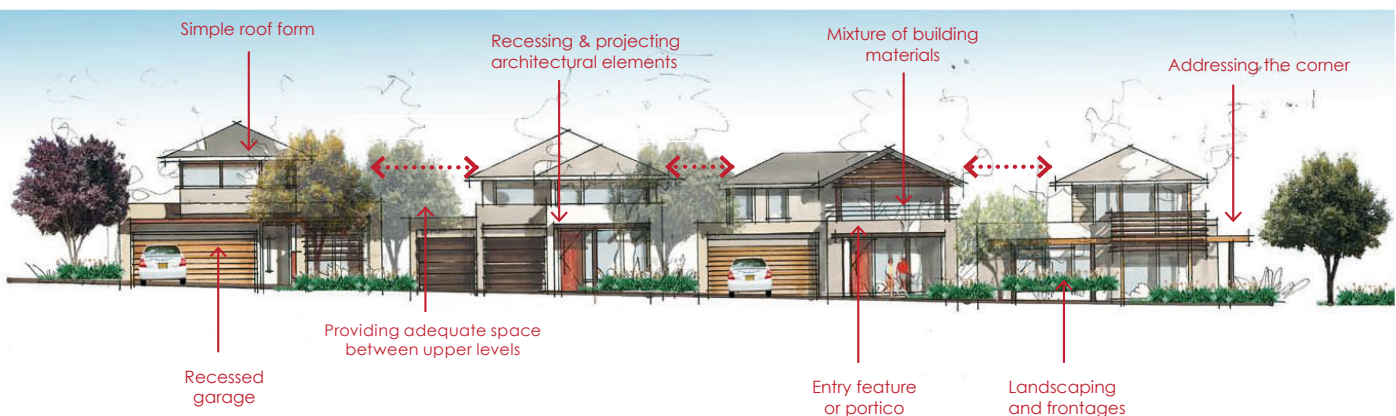 Simple roof form
Recessing & projecting
architectural elements
Mixture of building
materials
Addressing the corner
Providing adequate space
between upper levels
Recessed
garage
Entry feature
or portico
Landscaping
and frontages